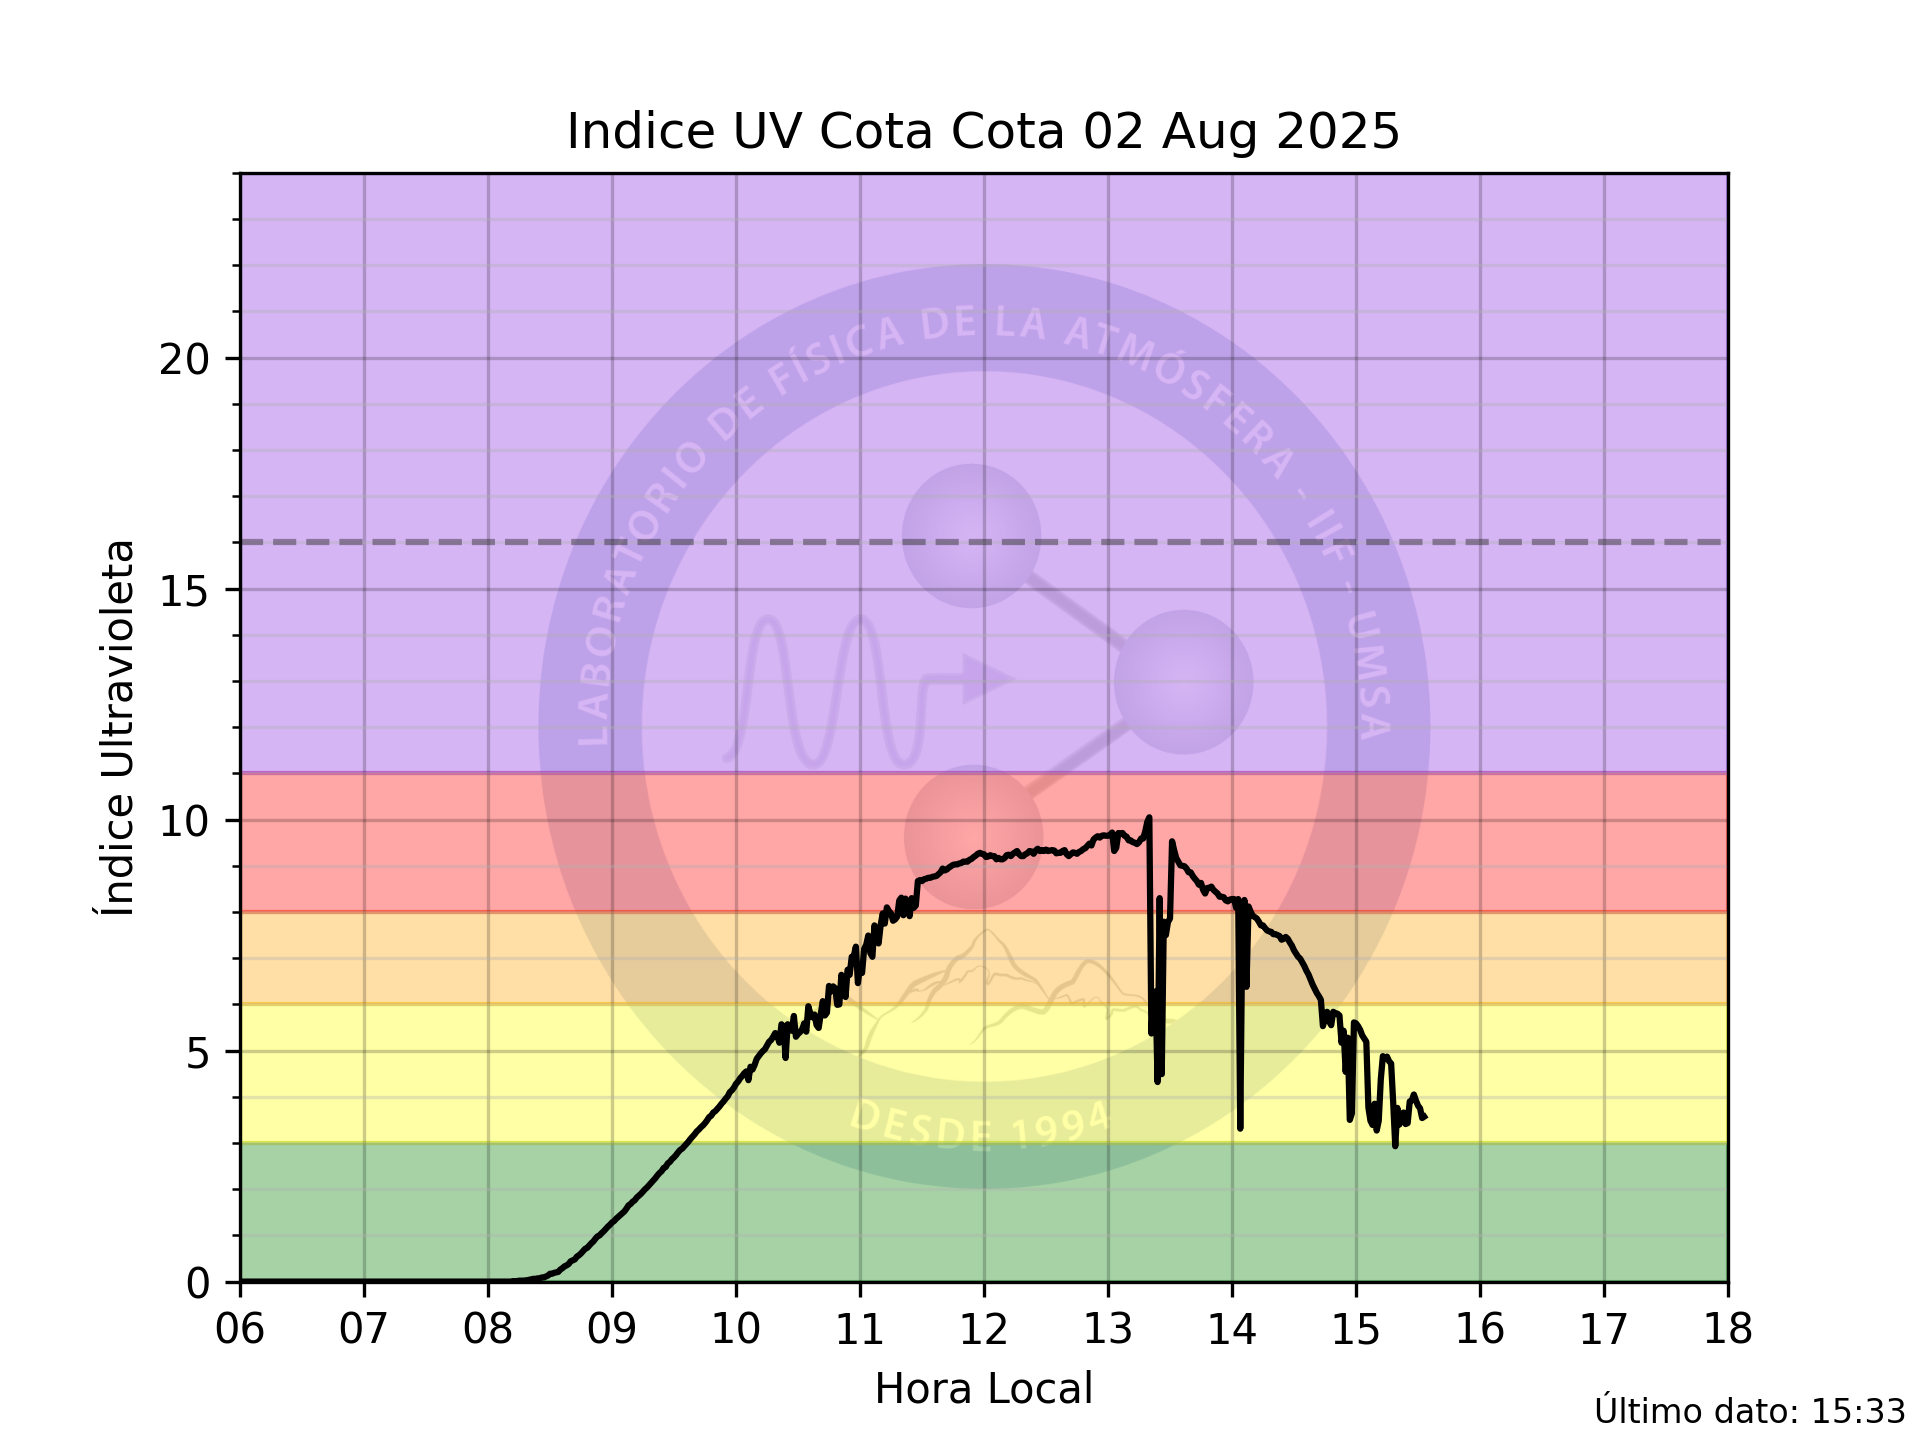 Indice UV Cota Cota 02 Aug 2025
Índice Ultravioleta
20
15
10
5
0
LABORATORIO DE FÍSICA DE LA ATMÓSFERA - IIF - UMSA
DESDE 1994
06 07 08 09 10 11 12 13 14 15 16 17 18
Hora Local
Último dato: 15:33